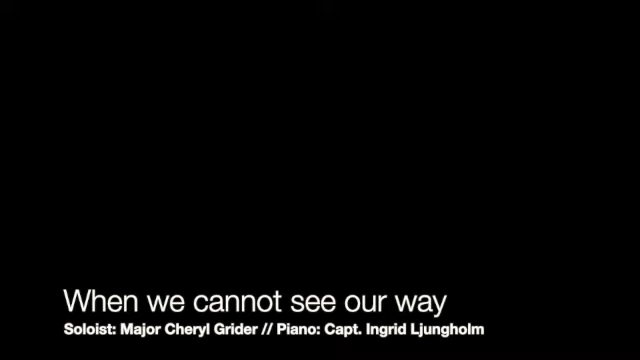 When we cannot see our way
Soloist: Major Cheryl Grider // Piano: Capt. Ingrid Ljungholm